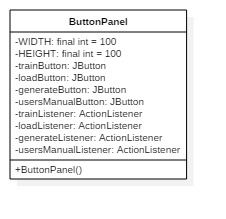 ButtonPanel
-WIDTH: final int = 100
-HEIGHT: final int = 100
-trainButton: JButton
-loadButton: JButton
-generateButton: JButton
-usersManualButton: JButton
-trainListener: ActionListener
-loadListener: ActionListener
-generateListener: ActionListener
-usersManualListener: ActionListener
+ButtonPanel()